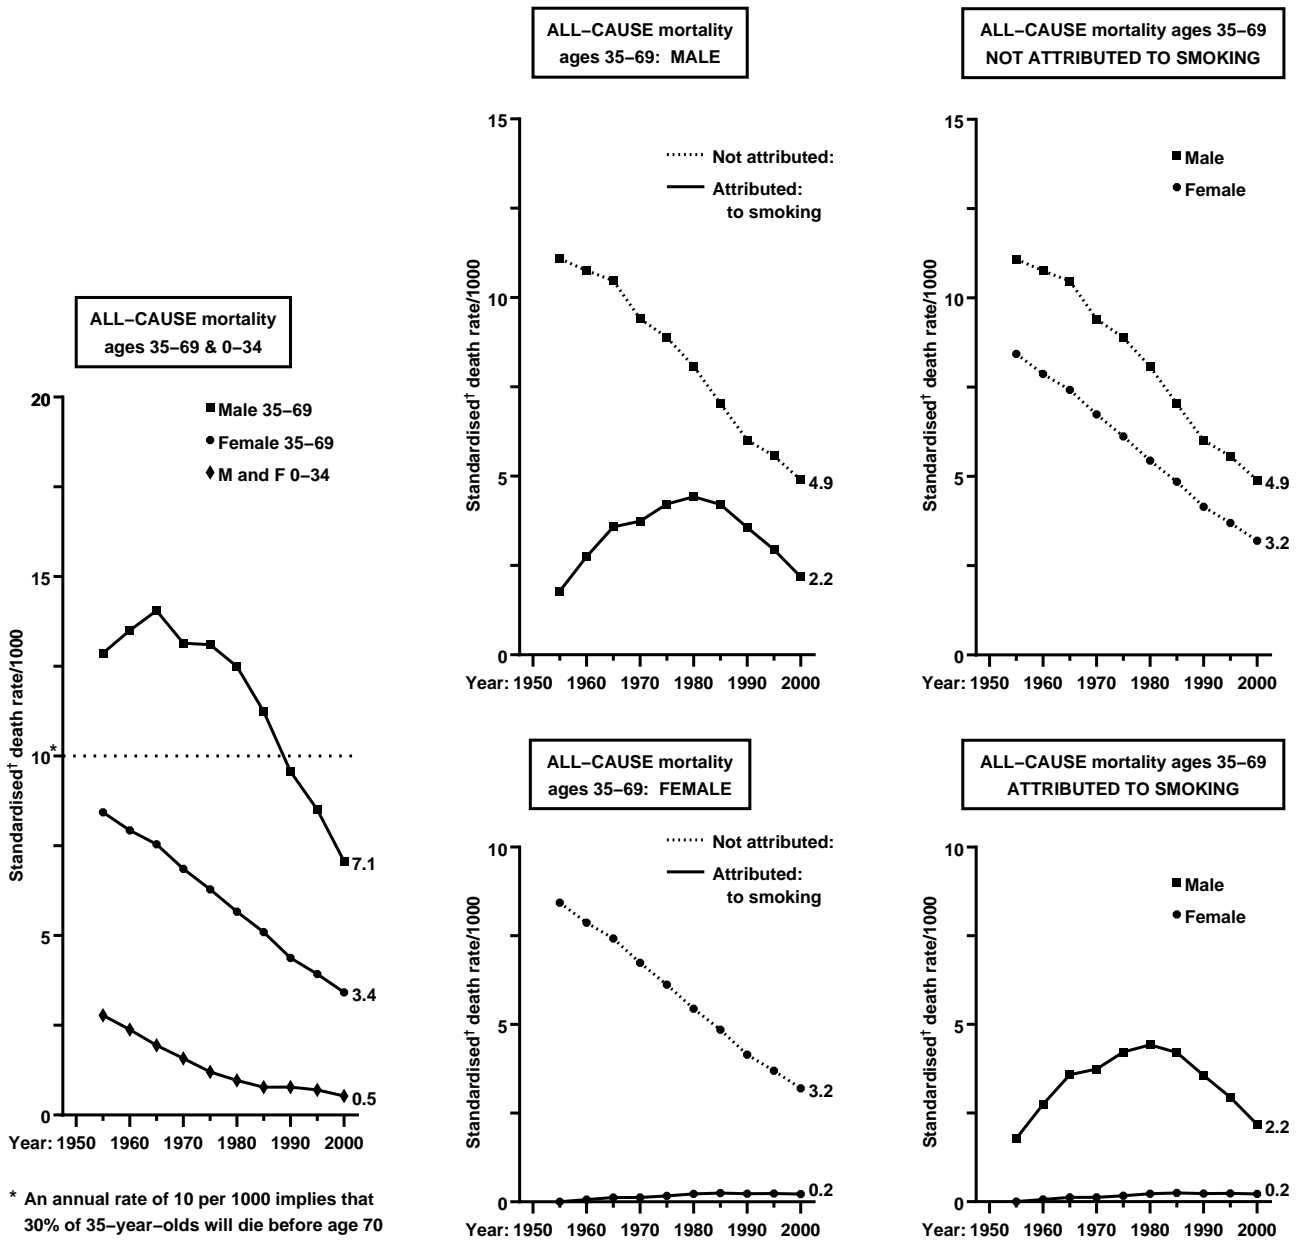 ALL–CAUSE mortality
ages 35–69 & 0–34
Standardised† death rate/1000
20
15
10*
5
0
Male 35–69
Female 35–69
M and F 0–34
7.1
3.4
0.5
Year: 1950 1960 1970 1980 1990 2000
* An annual rate of 10 per 1000 implies that
30% of 35–year–olds will die before age 70
ALL–CAUSE mortality
ages 35–69: MALE
Standardised† death rate/1000
15
10
5
0
Not attributed:
Attributed:
to smoking
4.9
2.2
Year: 1950 1960 1970 1980 1990 2000
ALL–CAUSE mortality ages 35–69
NOT ATTRIBUTED TO SMOKING
Standardised† death rate/1000
15
10
5
0
Male
Female
4.9
3.2
Year: 1950 1960 1970 1980 1990 2000
ALL–CAUSE mortality
ages 35–69: FEMALE
Standardised† death rate/1000
10
5
0
Not attributed:
Attributed:
to smoking
3.2
0.2
Year: 1950 1960 1970 1980 1990 2000
ALL–CAUSE mortality ages 35–69
ATTRIBUTED TO SMOKING
Standardised† death rate/1000
10
5
0
Male
Female
2.2
0.2
Year: 1950 1960 1970 1980 1990 2000